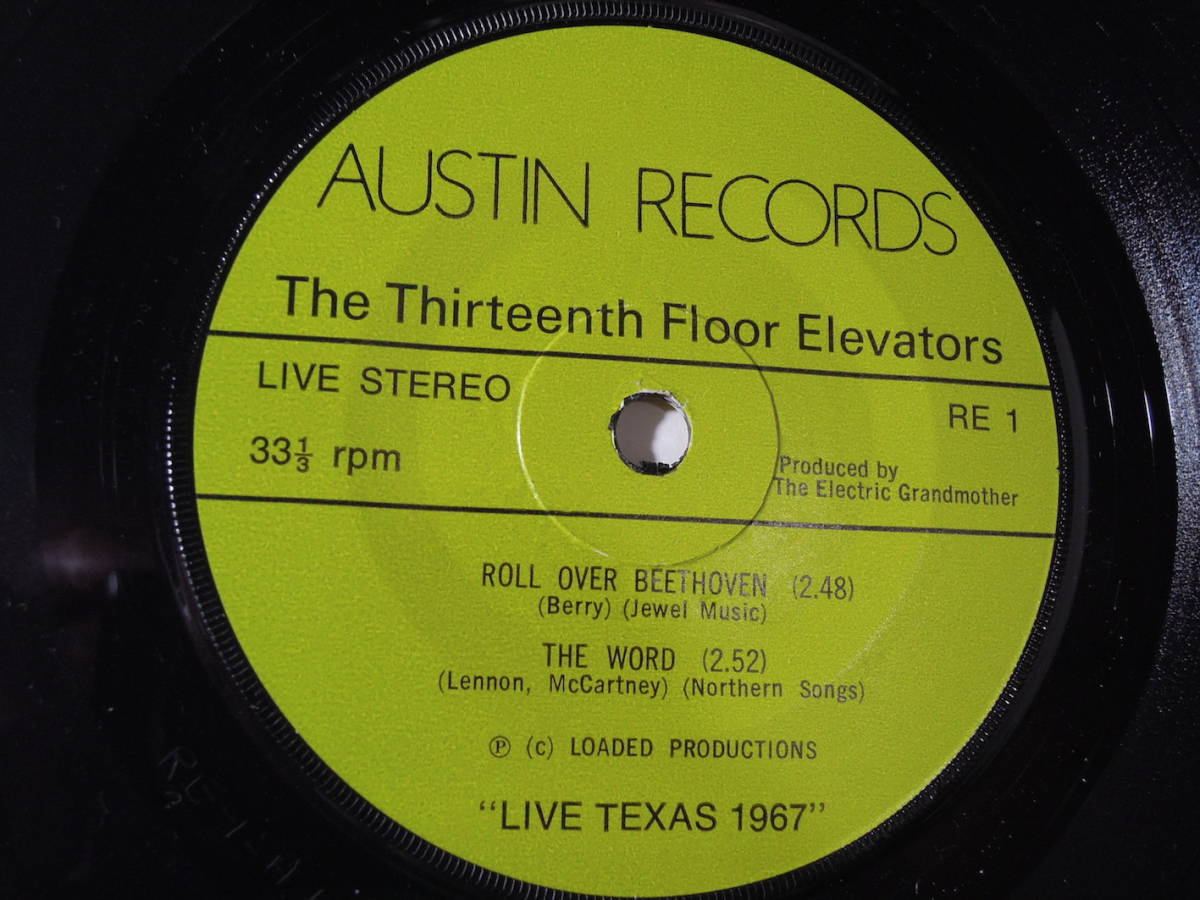 AUSTIN RECORDS
The Thirteenth Floor Elevators
LIVE STEREO
RE 1
33⅓ rpm
Produced by
The Electric Grandmother
ROLL OVER BEETHOVEN (2.48)
(Berry) (Jewel Music)
THE WORD (2.52)
(Lennon, McCartney) (Northern Songs)
℗ (c) LOADED PRODUCTIONS
"LIVE TEXAS 1967"